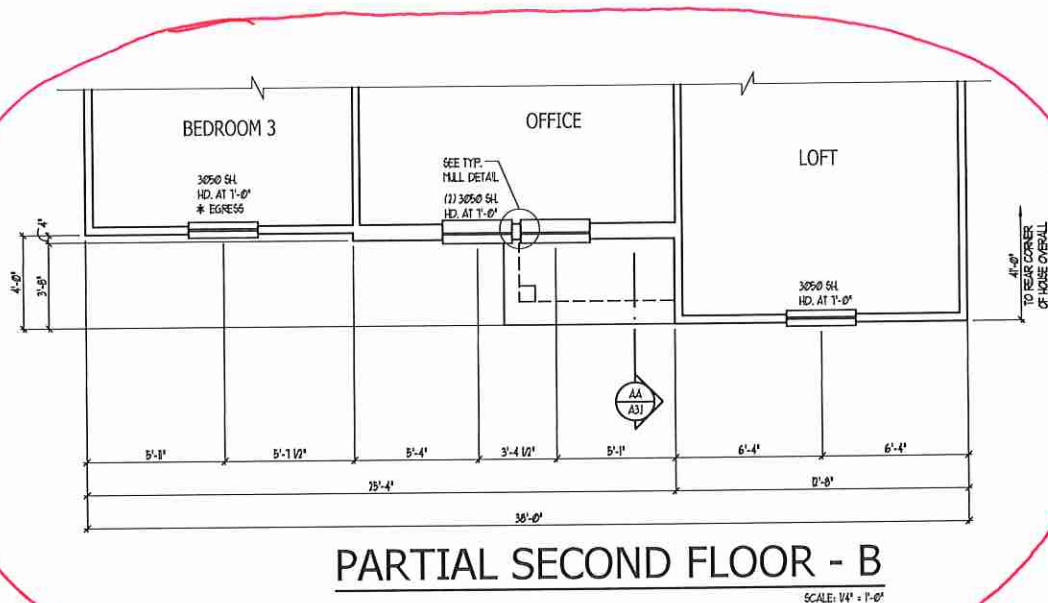 BEDROOM 3
OFFICE
LOFT
3050 SH.
HD. AT 7'-0"
* EGRESS
SEE TYP.
MULL DETAIL
(2) 3050 SH.
HD. AT 7'-0"
3050 SH.
HD. AT 7'-0"
4"
4'-0"
3'-8"
TO REAR CORNER
OF HOUSE OVERALL
AA
A3.1
5'-11"
5'-7 1/2"
5'-4"
3'-4 1/2"
5'-1"
6'-4"
6'-4"
25'-4"
12'-8"
38'-0"
PARTIAL SECOND FLOOR - B
SCALE: 1/4" = 1'-0"